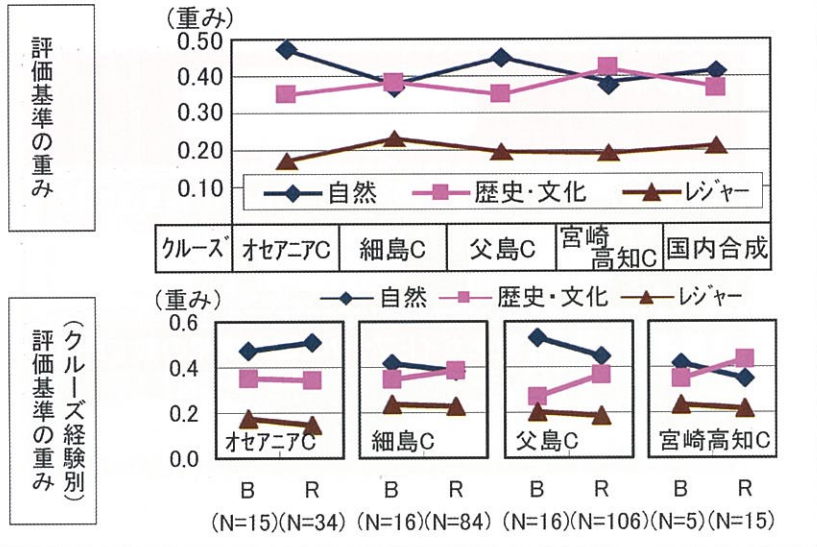 評価基準の重み
(重み)
0.50
0.40
0.30
0.20
0.10
自然 歴史・文化 レジャー
クルーズ オセアニアC 細島C 父島C 宮崎高知C 国内合成
(クルーズ経験別)
評価基準の重み
(重み) 自然 歴史・文化 レジャー
0.6
0.4
0.2
0.0
オセアニアC 細島C 父島C 宮崎高知C
B R B R B R B R
(N=15)(N=34) (N=16)(N=84) (N=16)(N=106)(N=5)(N=15)